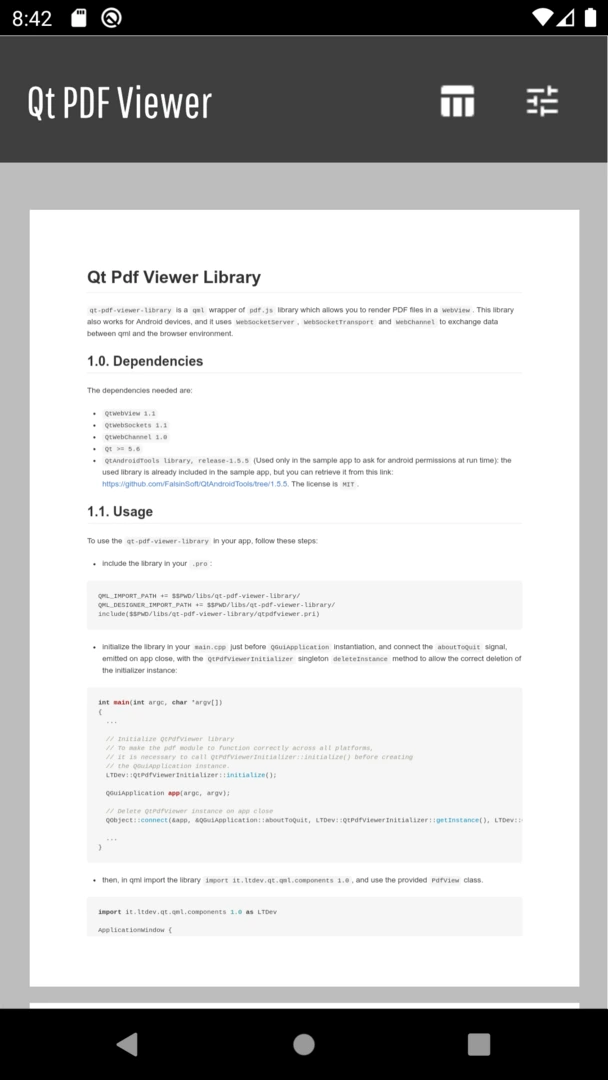 8:42
Qt PDF Viewer
Qt Pdf Viewer Library
qt-pdf-viewer-library is a qml wrapper of pdf.js library which allows you to render PDF files in a WebView. This library
also works for Android devices, and it uses WebSocketServer, WebSocketTransport and WebChannel to exchange data
between qml and the browser environment.
1.0. Dependencies
The dependencies needed are:
• QtWebView 1.1
• QtWebSockets 1.1
• QtWebChannel 1.0
• Qt >= 5.6
• QtAndroidTools library, release-1.5.5 (Used only in the sample app to ask for android permissions at run time): the
used library is already included in the sample app, but you can retrieve it from this link:
https://github.com/FalsinSoft/QtAndroidTools/tree/1.5.5. The license is MIT.
1.1. Usage
To use the qt-pdf-viewer-library in your app, follow these steps:
• include the library in your .pro:
QML_IMPORT_PATH += $$PWD/libs/qt-pdf-viewer-library/
QML_DESIGNER_IMPORT_PATH += $$PWD/libs/qt-pdf-viewer-library/
include($$PWD/libs/qt-pdf-viewer-library/qtpdfviewer.pri)
• initialize the library in your main.cpp just before QGuiApplication instantiation, and connect the aboutToQuit signal,
emitted on app close, with the QtPdfViewerInitializer singleton deleteInstance method to allow the correct deletion of
the initializer instance:
int main(int argc, char *argv[])
{
...
// Initialize QtPdfViewer library
// To make the pdf module to function correctly across all platforms,
// it is necessary to call QtPdfViewerInitializer::initialize() before creating
// the QGuiApplication instance.
LTDev::QtPdfViewerInitializer::initialize();
QGuiApplication app(argc, argv);
// Delete QtPdfViewer instance on app close
QObject::connect(&app, &QGuiApplication::aboutToQuit, LTDev::QtPdfViewerInitializer::getInstance(), LTDev::
...
}
• then, in qml import the library import it.ltdev.qt.qml.components 1.0, and use the provided PdfView class.
import it.ltdev.qt.qml.components 1.0 as LTDev
ApplicationWindow {